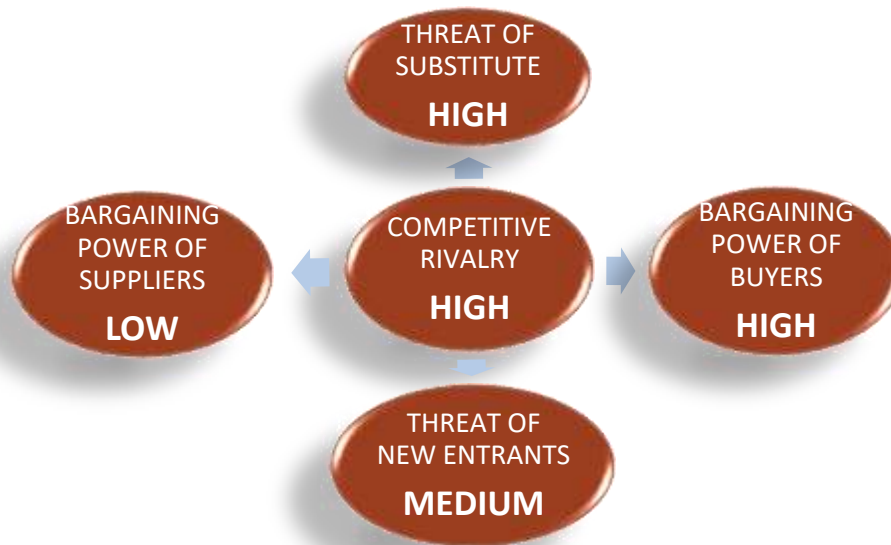 THREAT OF
SUBSTITUTE
HIGH
BARGAINING
POWER OF
SUPPLIERS
LOW
COMPETITIVE
RIVALRY
HIGH
BARGAINING
POWER OF
BUYERS
HIGH
THREAT OF
NEW ENTRANTS
MEDIUM